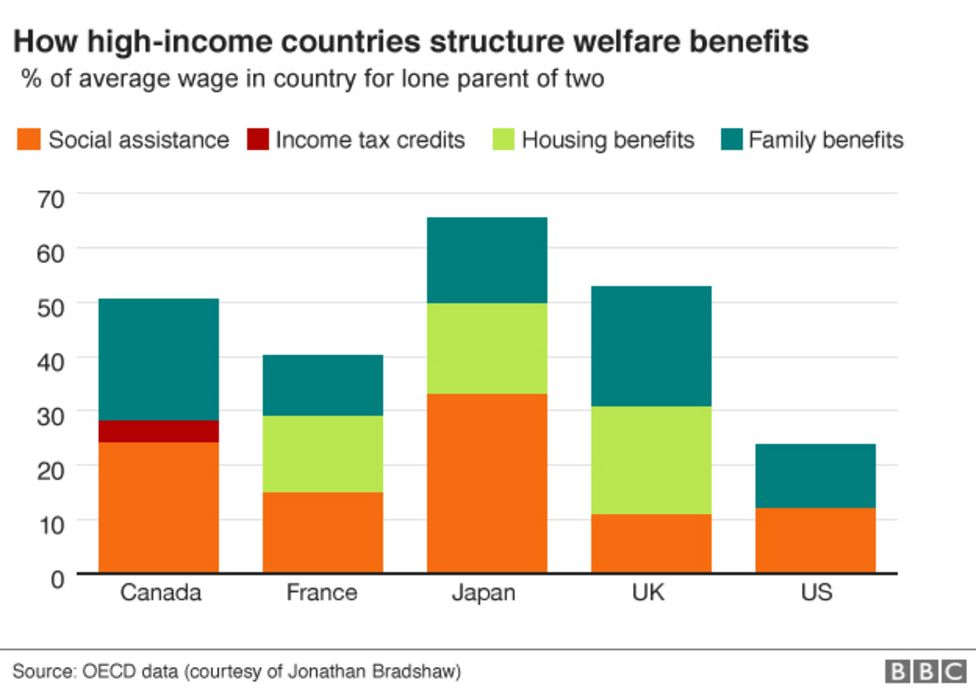 How high-income countries structure welfare benefits
% of average wage in country for lone parent of two
Social assistance Income tax credits Housing benefits Family benefits
70
60
50
40
30
20
10
0
Canada France Japan UK US
Source: OECD data (courtesy of Jonathan Bradshaw) BBC